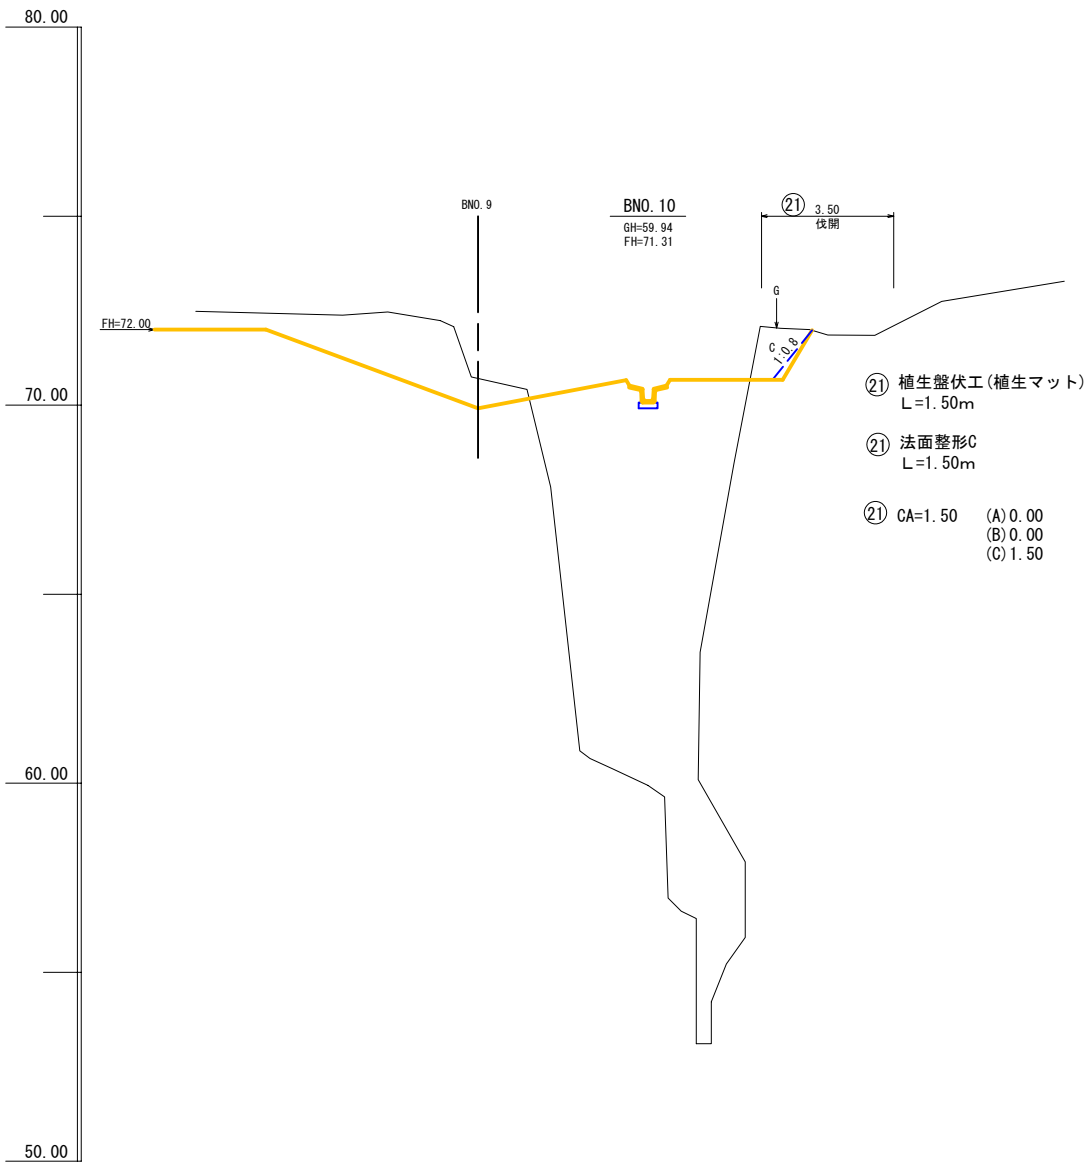 80.00
BNO.9
BNO.10
GH=59.94
FH=71.31
㉑ 3.50
伐開
G
FH=72.00
C
1:0.8
70.00
㉑ 植生盤伏工(植生マット)
L=1.50m
㉑ 法面整形C
L=1.50m
㉑ CA=1.50 (A)0.00
(B)0.00
(C)1.50
60.00
50.00